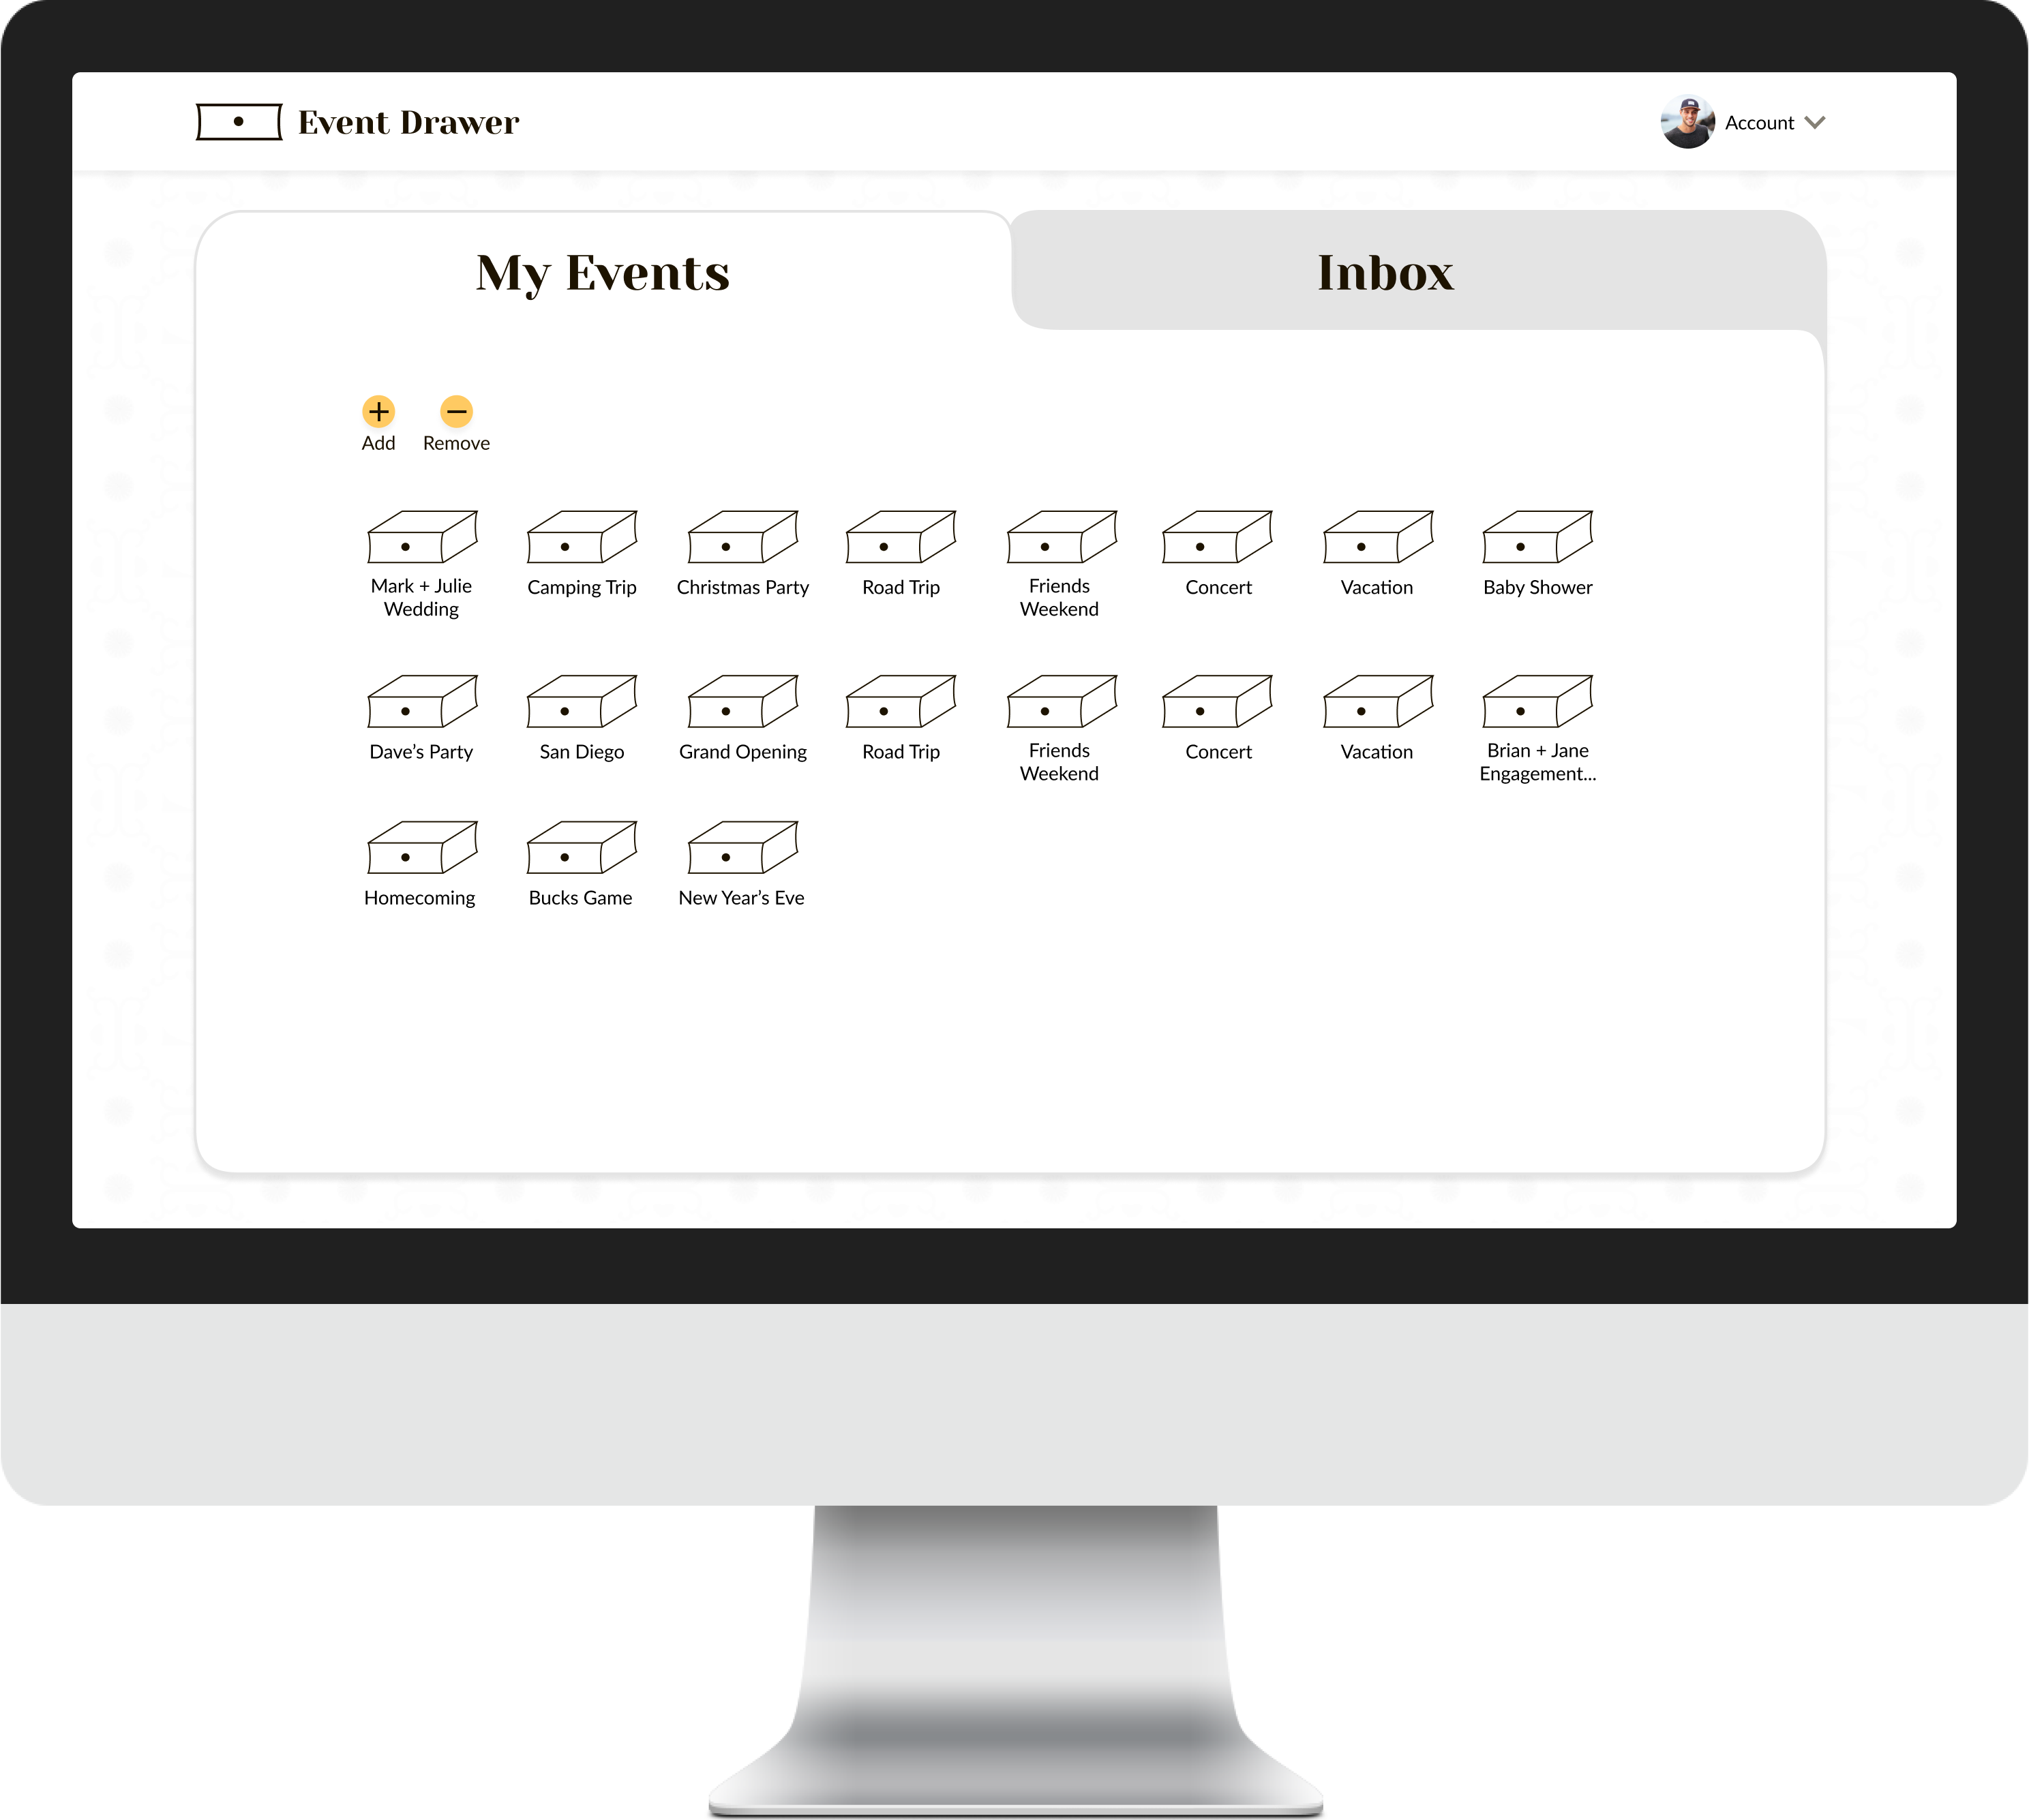 Event Drawer
Account
My Events
Inbox
Add
Remove
Mark + Julie
Wedding
Camping Trip
Christmas Party
Road Trip
Friends
Weekend
Concert
Vacation
Baby Shower
Dave’s Party
San Diego
Grand Opening
Road Trip
Friends
Weekend
Concert
Vacation
Brian + Jane
Engagement...
Homecoming
Bucks Game
New Year’s Eve